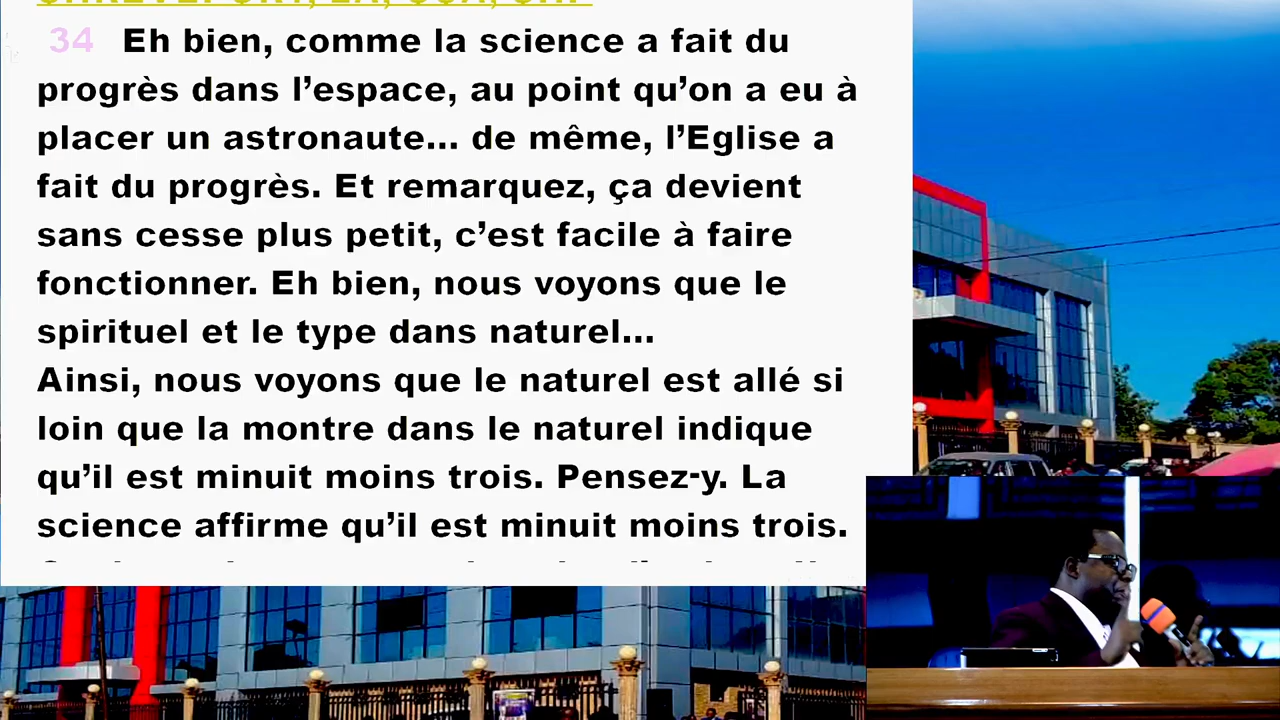 SHREVEPORT, LA, USA, SAM
34 Eh bien, comme la science a fait du
progrès dans l’espace, au point qu’on a eu à
placer un astronaute... de même, l’Eglise a
fait du progrès. Et remarquez, ça devient
sans cesse plus petit, c’est facile à faire
fonctionner. Eh bien, nous voyons que le
spirituel et le type dans naturel...
Ainsi, nous voyons que le naturel est allé si
loin que la montre dans le naturel indique
qu’il est minuit moins trois. Pensez-y. La
science affirme qu’il est minuit moins trois.